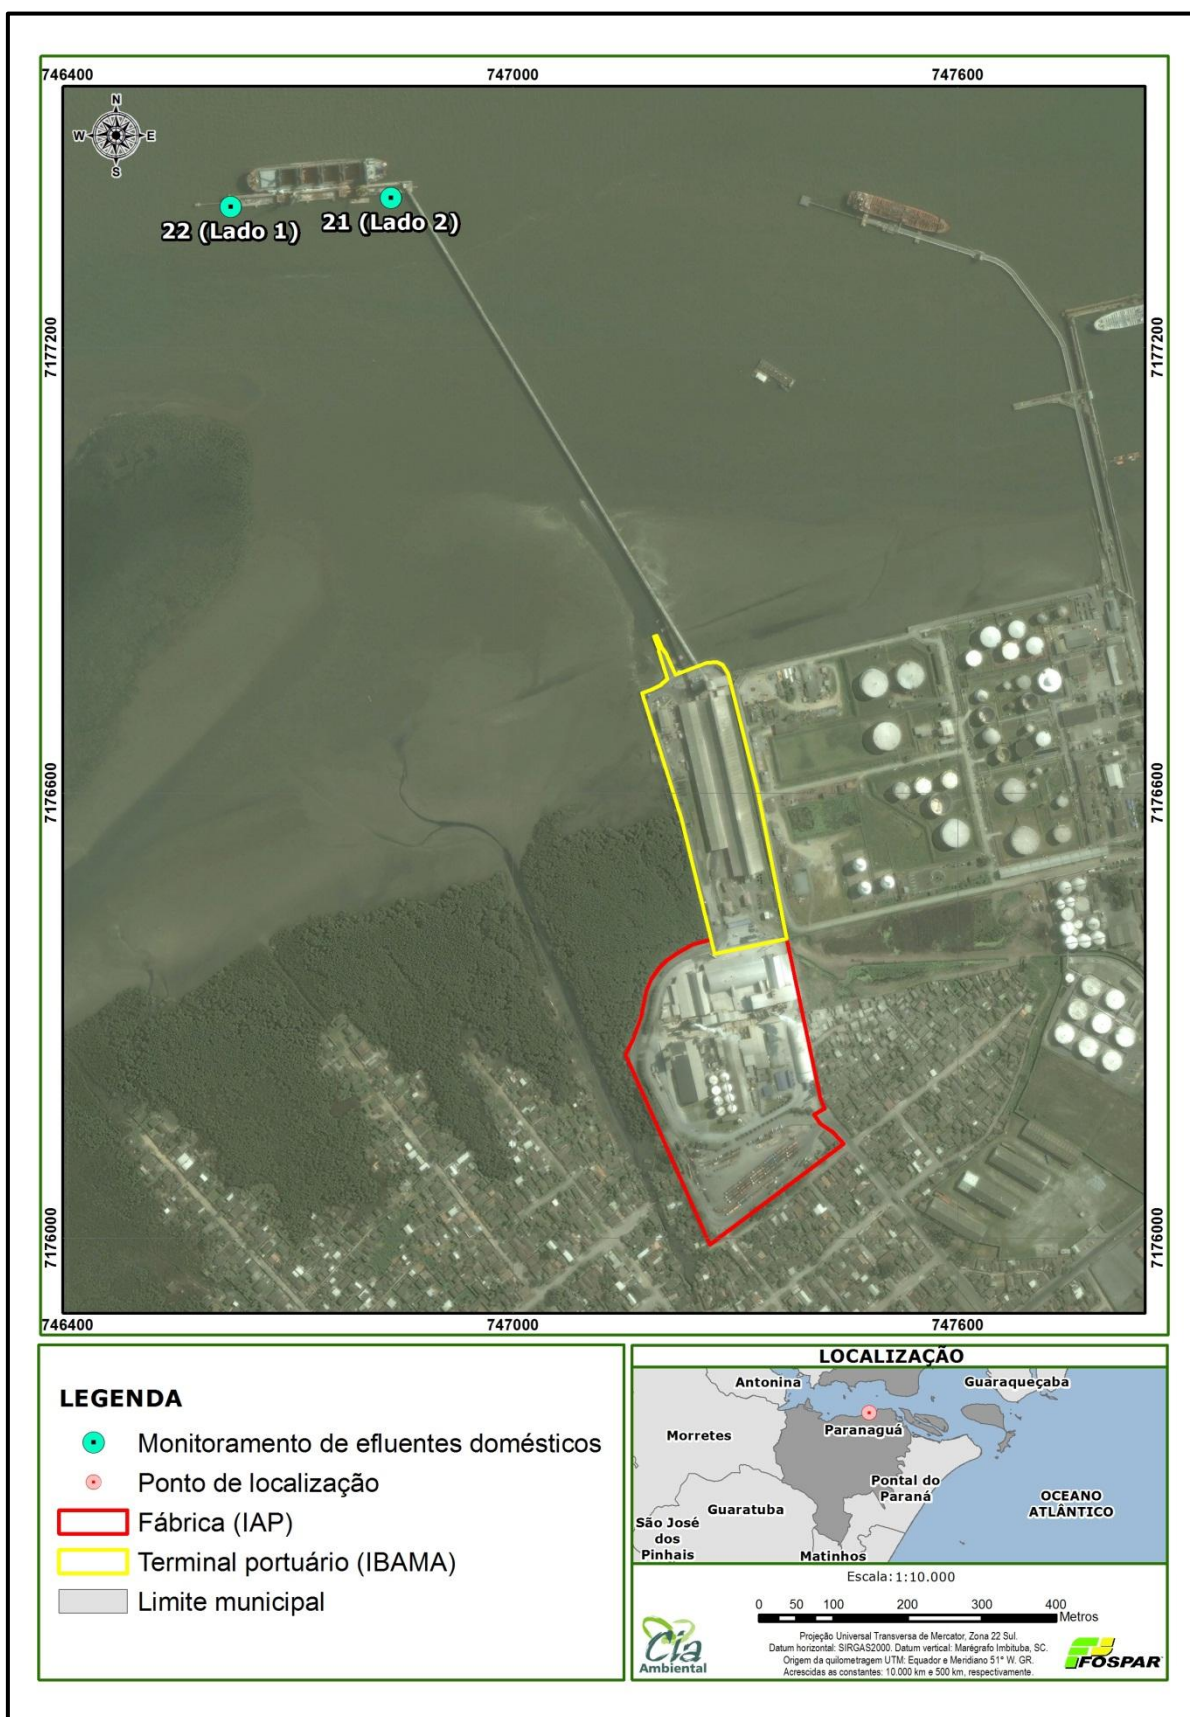 746400 747000 747600
N
W E
S
22 (Lado 1) 21 (Lado 2)
7177200 7177200
7176600 7176600
7176000 7176000
746400 747000 747600
LEGENDA
Monitoramento de efluentes domésticos
Ponto de localização
Fábrica (IAP)
Terminal portuário (IBAMA)
Limite municipal
LOCALIZAÇÃO
Antonina Guaraqueçaba
Morretes Paranaguá
Pontal do
Paraná
Guaratuba
OCEANO
ATLÂNTICO
São José
dos
Pinhais
Matinhos
Escala: 1:10.000
0 50 100 200 300 400
Metros
Projeção Universal Transversa de Mercator, Zona 22 Sul.
Datum horizontal: SIRGAS2000. Datum vertical: Marégrafo Imbituba, SC.
Origem da quilometragem UTM: Equador e Meridiano 51° W. GR.
Acrescidas as constantes: 10.000 km e 500 km, respectivamente.
Cia
Ambiental
FOSPAR